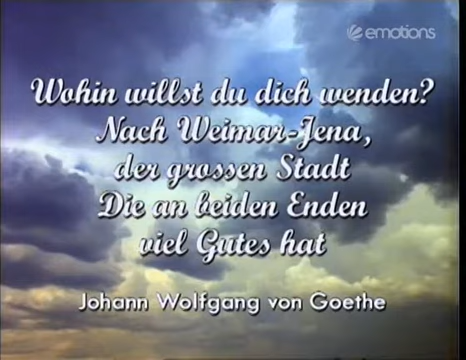 emotions
Wohin willst du dich wenden?
Nach Weimar-Jena,
der grossen Stadt
Die an beiden Enden
viel Gutes hat
Johann Wolfgang von Goethe